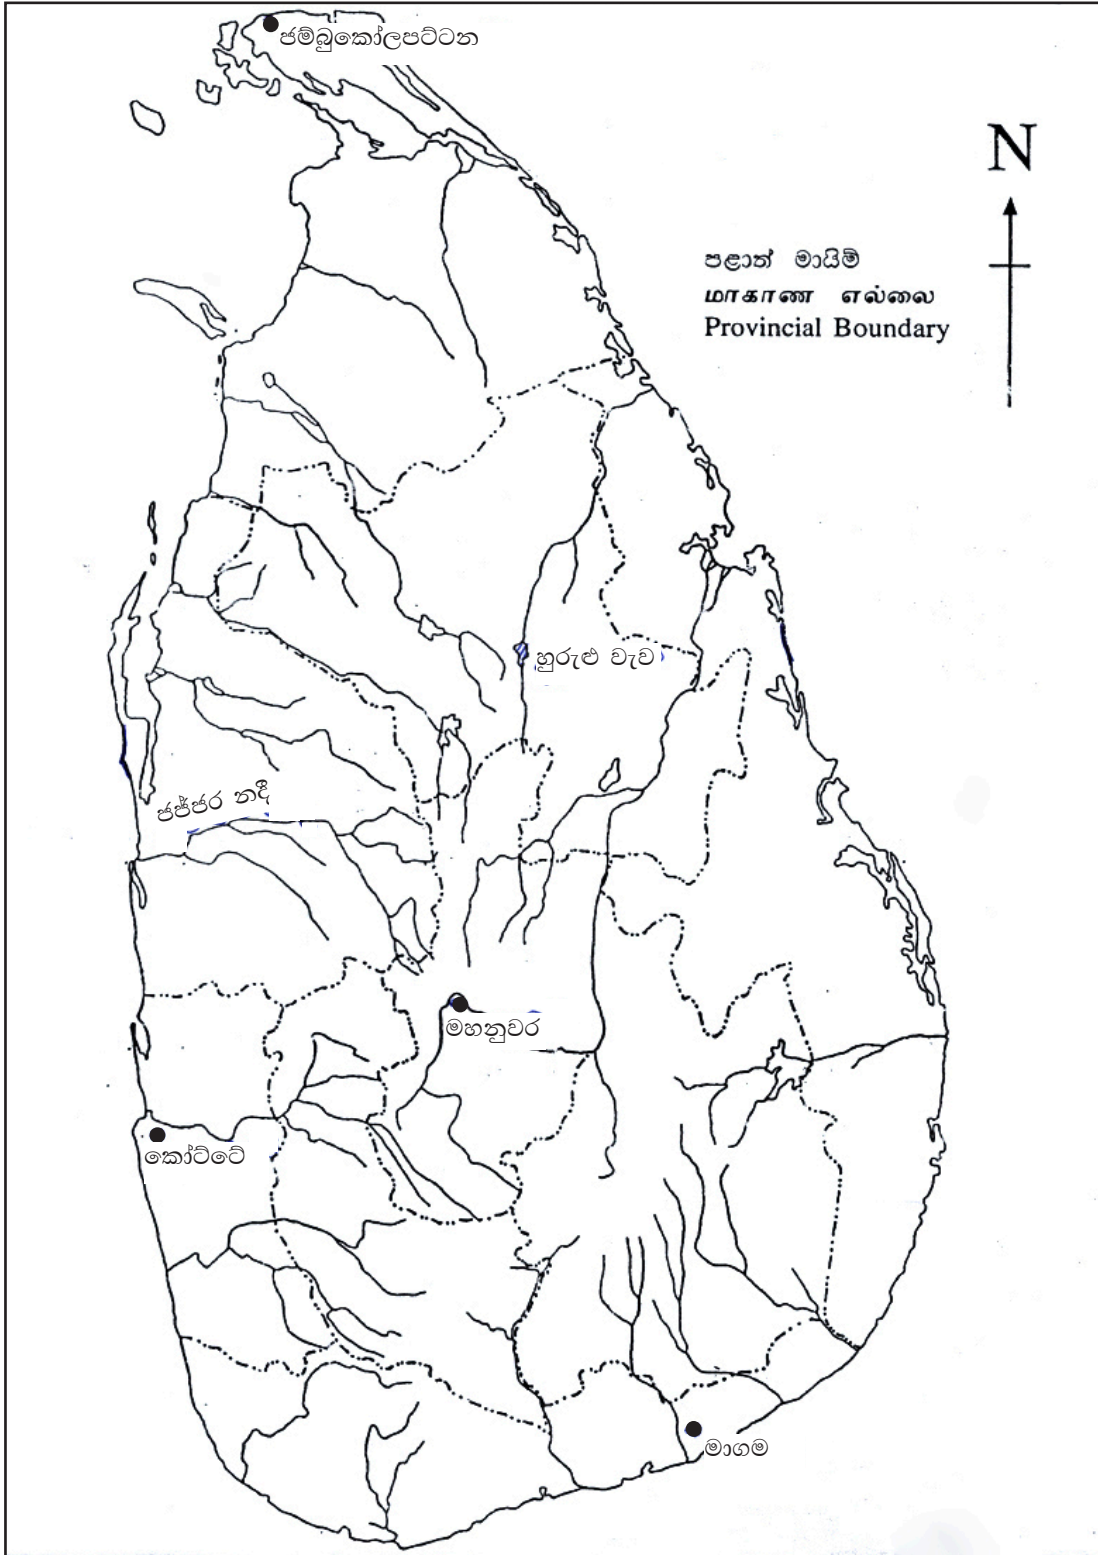 ජම්බුකෝලපට්ටන
N
පළාත් මායිම්
மாகாண எல்லை
Provincial Boundary
හුරුළු වැව
ජජ්ජර නදී
මහනුවර
කෝට්ටේ
මාගම